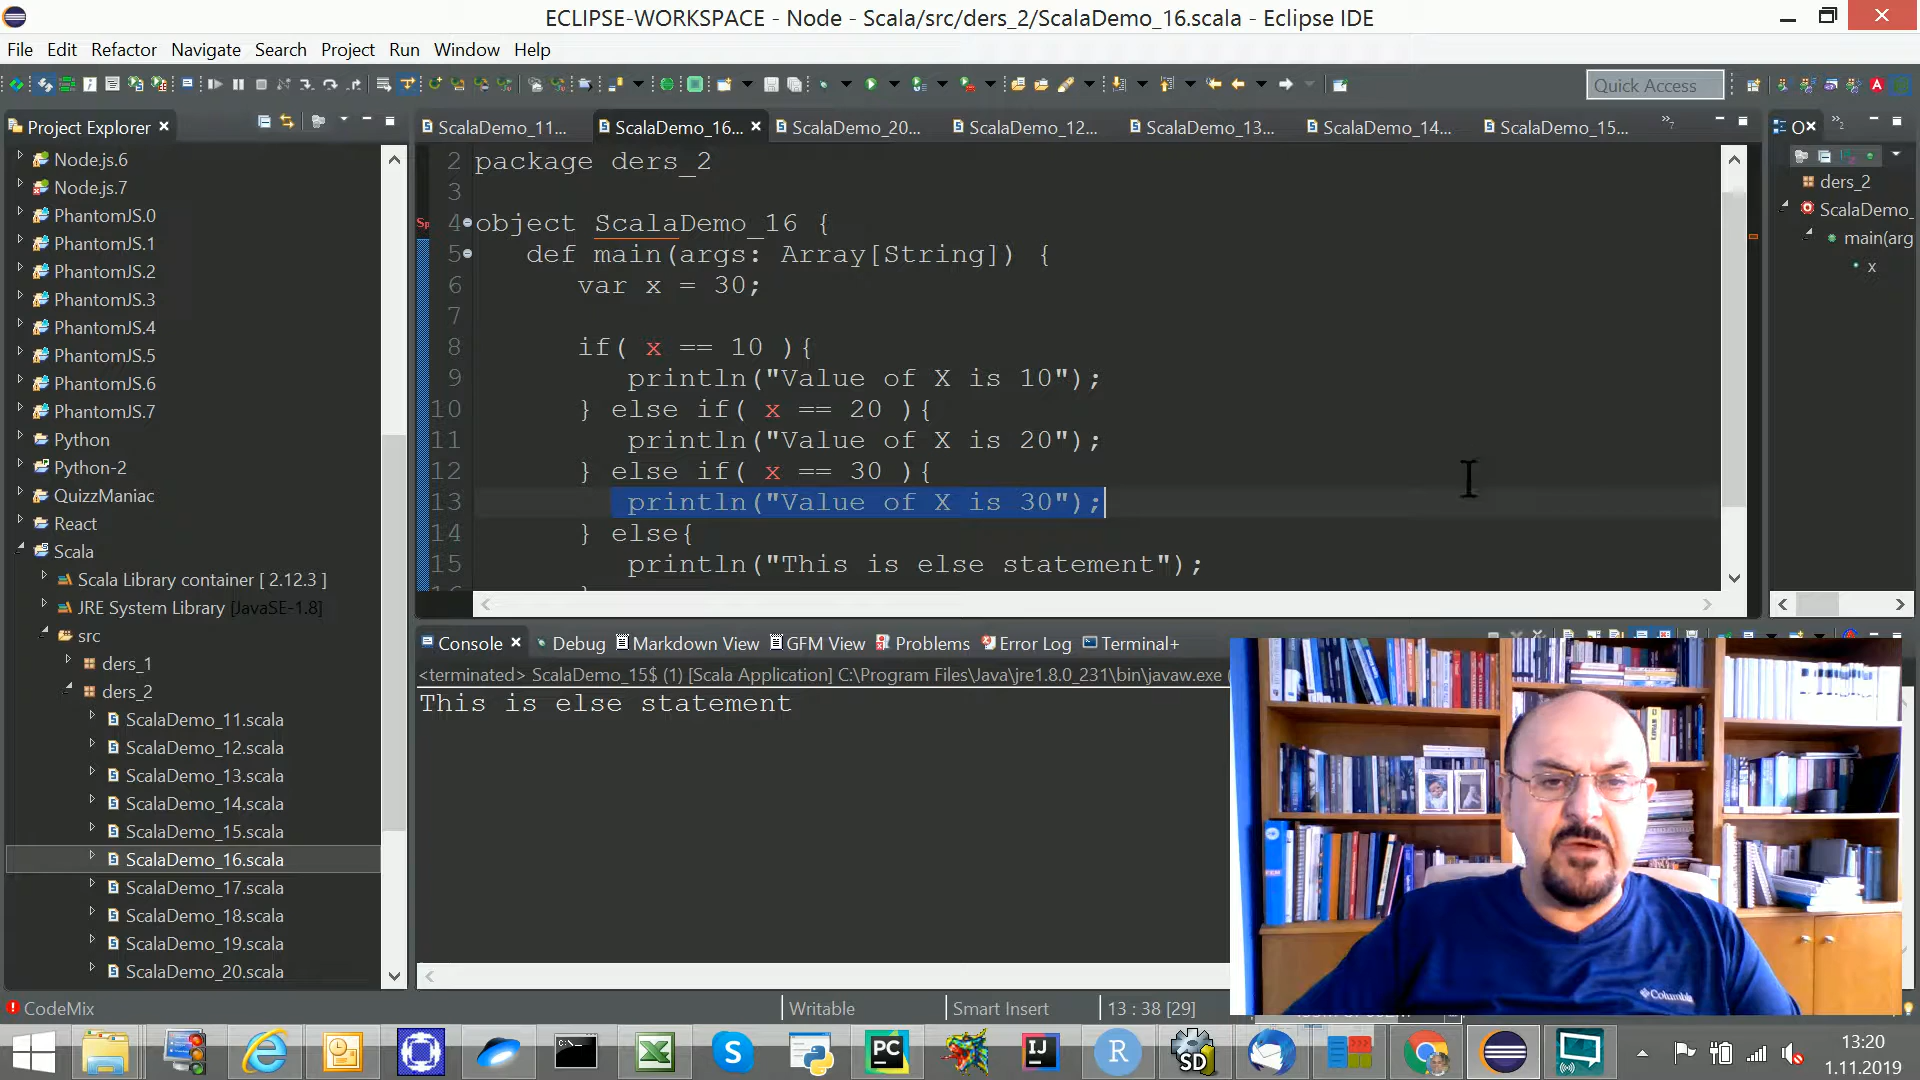 ECLIPSE-WORKSPACE - Node - Scala/src/ders_2/ScalaDemo_16.scala - Eclipse IDE
File Edit Refactor Navigate Search Project Run Window Help
Quick Access
Project Explorer
ScalaDemo_11...
ScalaDemo_16...
ScalaDemo_20...
ScalaDemo_12...
ScalaDemo_13...
ScalaDemo_14...
ScalaDemo_15...
Node.js.6
Node.js.7
PhantomJS.0
PhantomJS.1
PhantomJS.2
PhantomJS.3
PhantomJS.4
PhantomJS.5
PhantomJS.6
PhantomJS.7
Python
Python-2
QuizzManiac
React
Scala
Scala Library container [ 2.12.3 ]
JRE System Library [JavaSE-1.8]
src
ders_1
ders_2
ScalaDemo_11.scala
ScalaDemo_12.scala
ScalaDemo_13.scala
ScalaDemo_14.scala
ScalaDemo_15.scala
ScalaDemo_16.scala
ScalaDemo_17.scala
ScalaDemo_18.scala
ScalaDemo_19.scala
ScalaDemo_20.scala
2 package ders_2
3
4 object ScalaDemo_16 {
5 def main(args: Array[String]) {
6 var x = 30;
7
8 if( x == 10 ){
9 println("Value of X is 10");
10 } else if( x == 20 ){
11 println("Value of X is 20");
12 } else if( x == 30 ){
13 println("Value of X is 30");
14 } else{
15 println("This is else statement");
O
ders_2
ScalaDemo_
main(arg
x
Console Debug Markdown View GFM View Problems Error Log Terminal+
<terminated> ScalaDemo_15$ (1) [Scala Application] C:\Program Files\Java\jre1.8.0_231\bin\javaw.exe (
This is else statement
Columbia
CodeMix
Writable
Smart Insert
13 : 38 [29]
PC
IJ
R
SD
13:20
1.11.2019